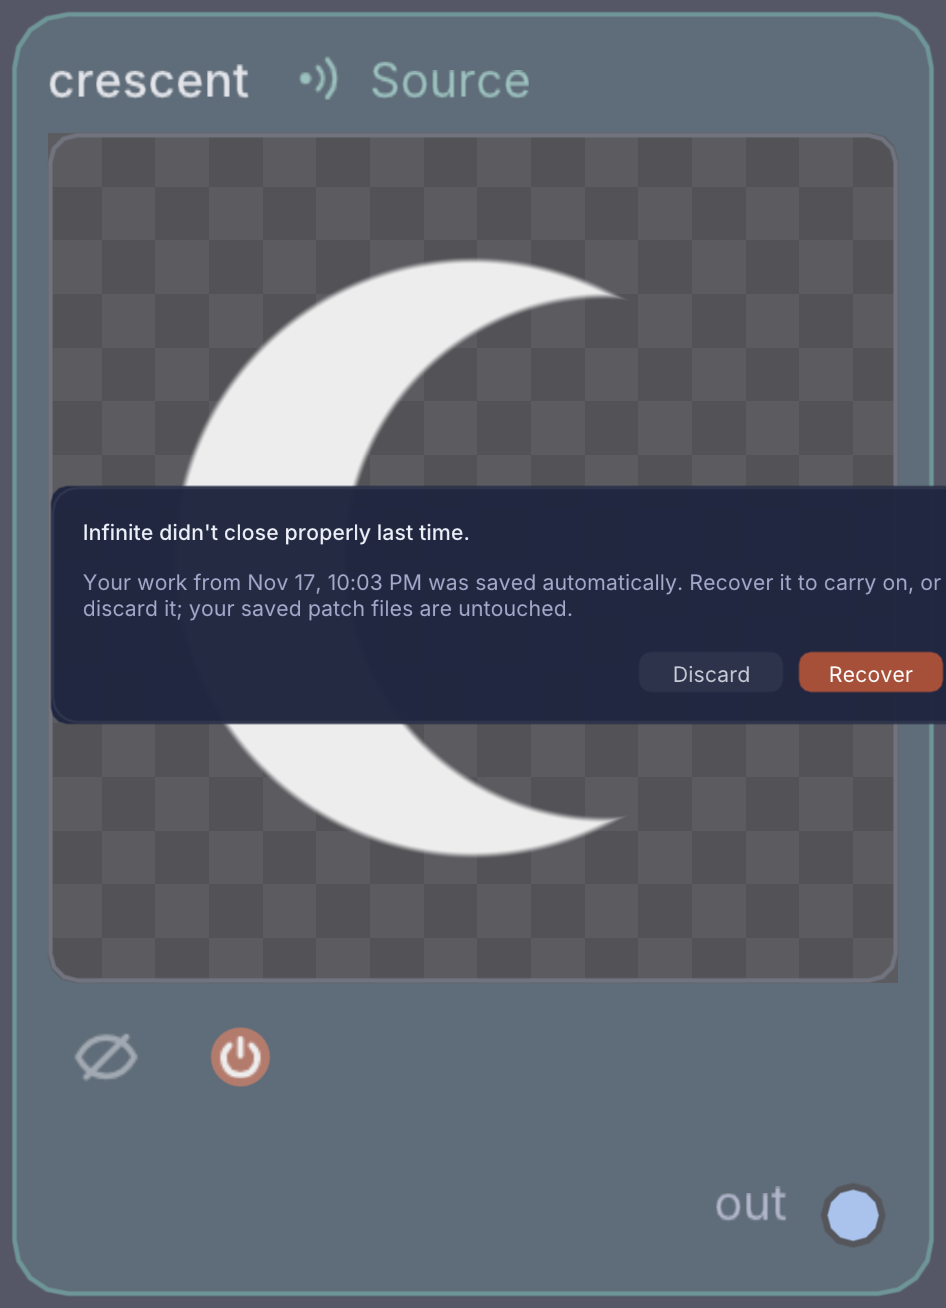 crescent Source
Infinite didn't close properly last time.
Your work from Nov 17, 10:03 PM was saved automatically. Recover it to carry on, or
discard it; your saved patch files are untouched.
Discard Recover
out